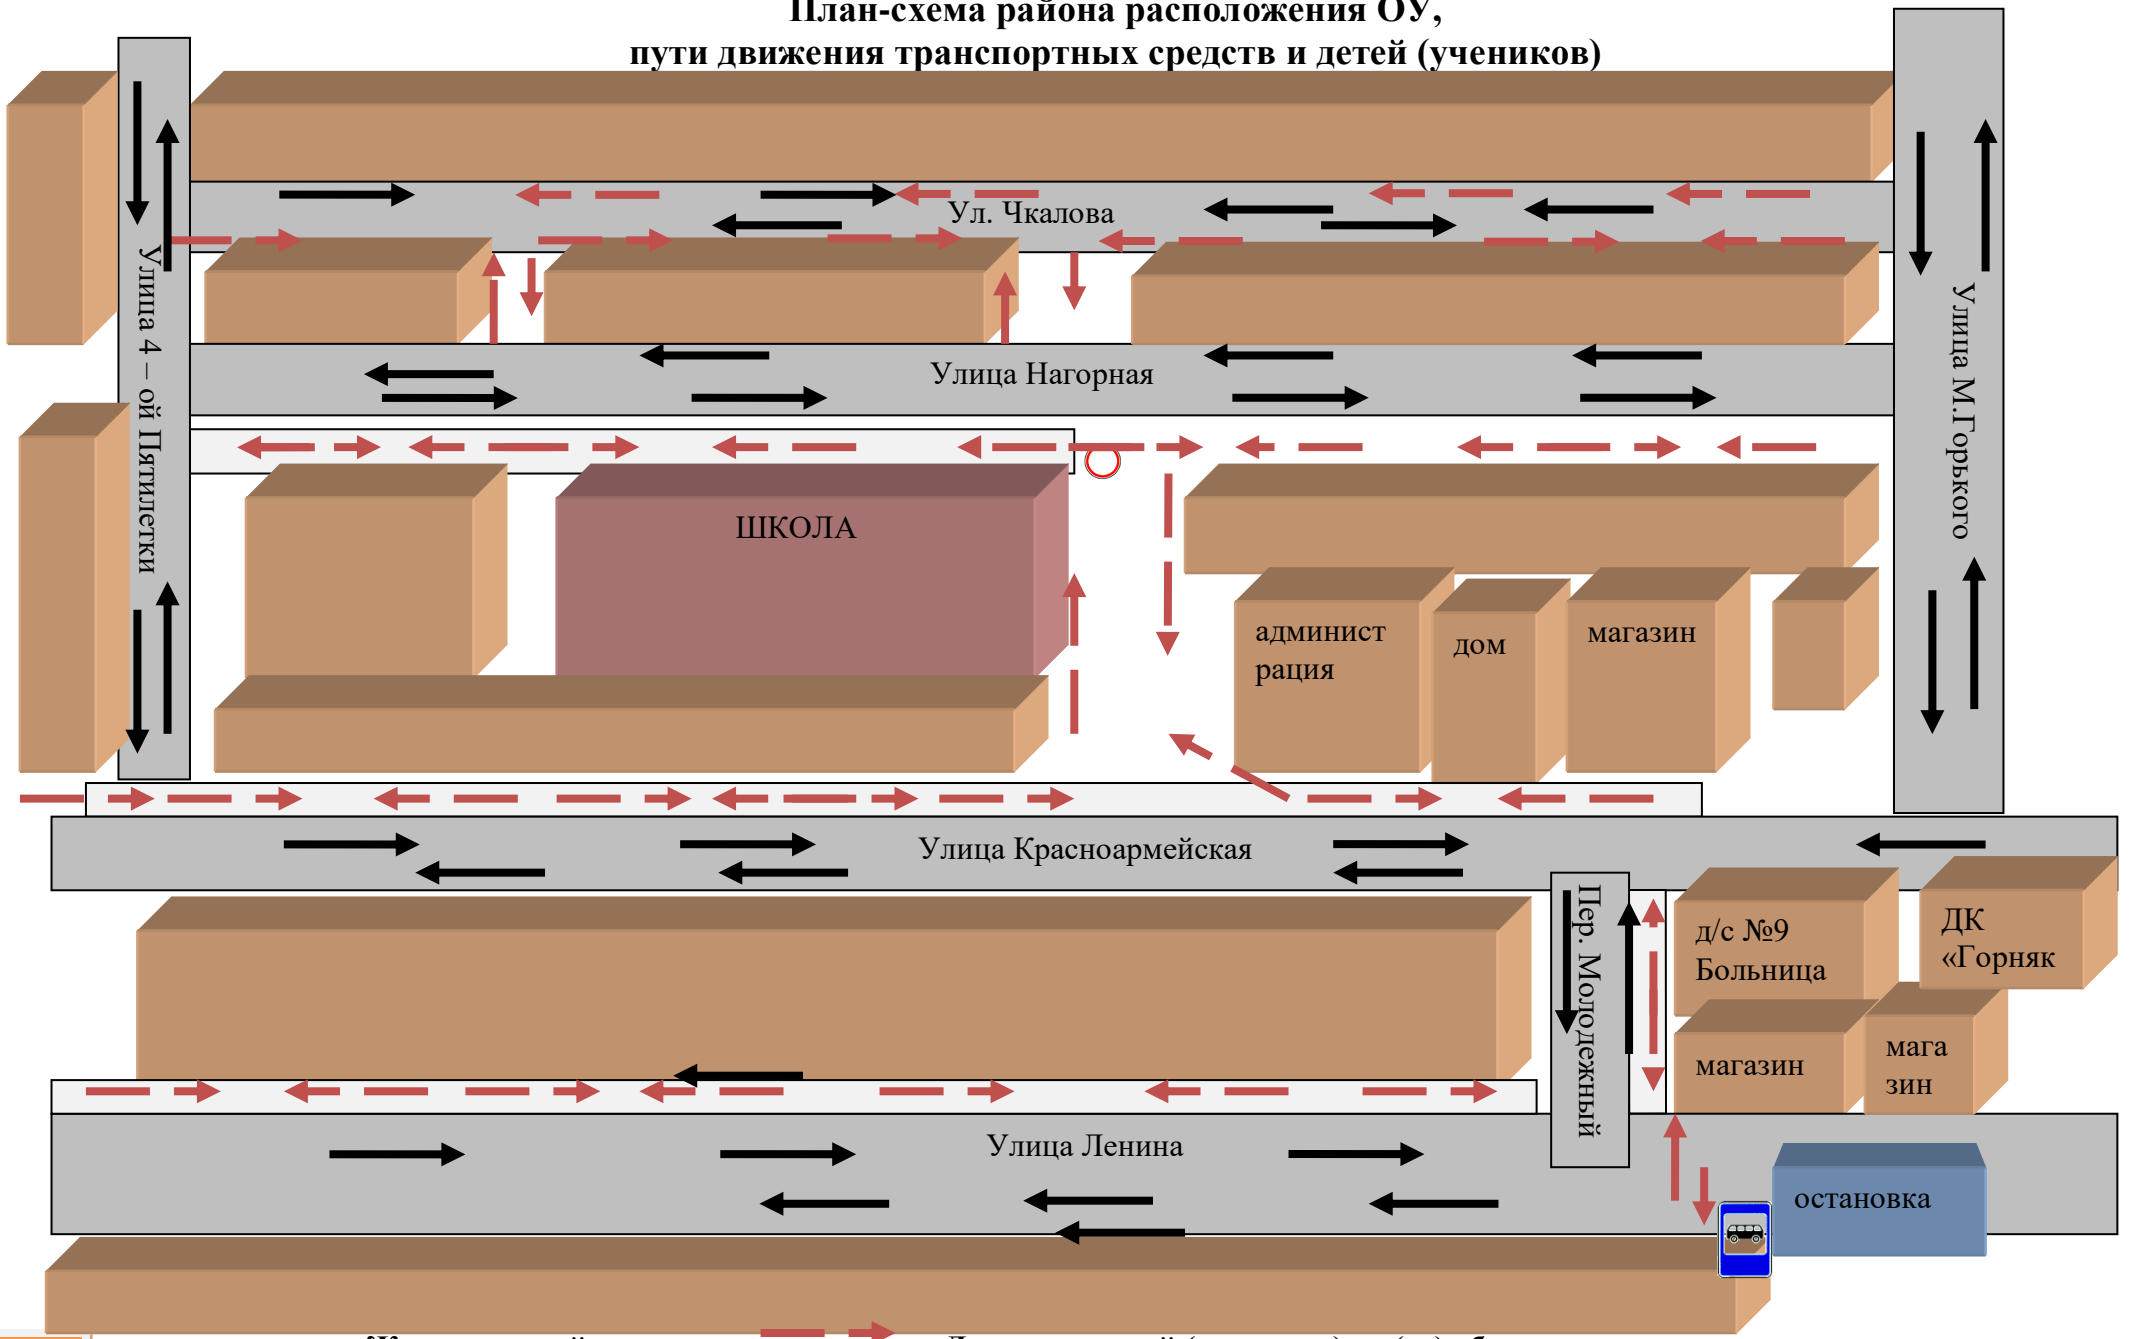 План-схема района расположения ОУ,
пути движения транспортных средств и детей (учеников)
Ул. Чкалова
Улица 4 – ой Пятилетки
Улица Нагорная
Улица М.Горького
ШКОЛА
админист
рация
дом
магазин
Улица Красноармейская
Пер. Молодежный
д/с №9
Больница
ДК
«Горняк
магазин
мага
зин
Улица Ленина
остановка